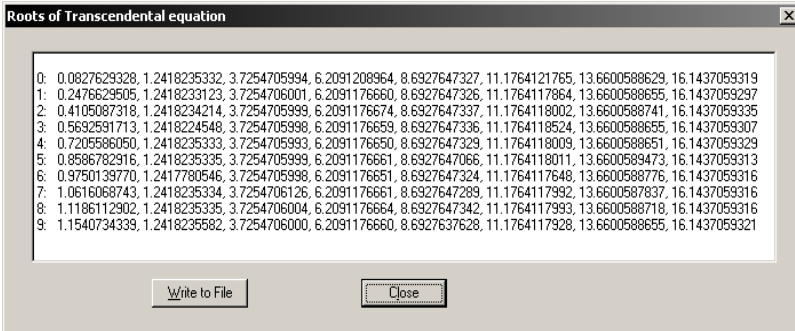 Roots of Transcendental equation
0: 0.0827629328, 1.2418235332, 3.7254705994, 6.2091208964, 8.6927647327, 11.1764121765, 13.6600588629, 16.1437059319
1: 0.2476629505, 1.2418233123, 3.7254706001, 6.2091176660, 8.6927647326, 11.1764117864, 13.6600588655, 16.1437059297
2: 0.4105087318, 1.2418234214, 3.7254705999, 6.2091176674, 8.6927647337, 11.1764118002, 13.6600588741, 16.1437059335
3: 0.5692591713, 1.2418224548, 3.7254705998, 6.2091176659, 8.6927647336, 11.1764118524, 13.6600588655, 16.1437059307
4: 0.7205586050, 1.2418235333, 3.7254705993, 6.2091176650, 8.6927647329, 11.1764118009, 13.6600588651, 16.1437059329
5: 0.8586782916, 1.2418235335, 3.7254705999, 6.2091176661, 8.6927647066, 11.1764118011, 13.6600589473, 16.1437059313
6: 0.9750139770, 1.2417780546, 3.7254705998, 6.2091176651, 8.6927647324, 11.1764117648, 13.6600588776, 16.1437059316
7: 1.0616068743, 1.2418235334, 3.7254706126, 6.2091176661, 8.6927647289, 11.1764117992, 13.6600587837, 16.1437059316
8: 1.1186112902, 1.2418235335, 3.7254706004, 6.2091176664, 8.6927647342, 11.1764117993, 13.6600588718, 16.1437059316
9: 1.1540734339, 1.2418235582, 3.7254706000, 6.2091176660, 8.6927637628, 11.1764117928, 13.6600588655, 16.1437059321
Write to File
Close